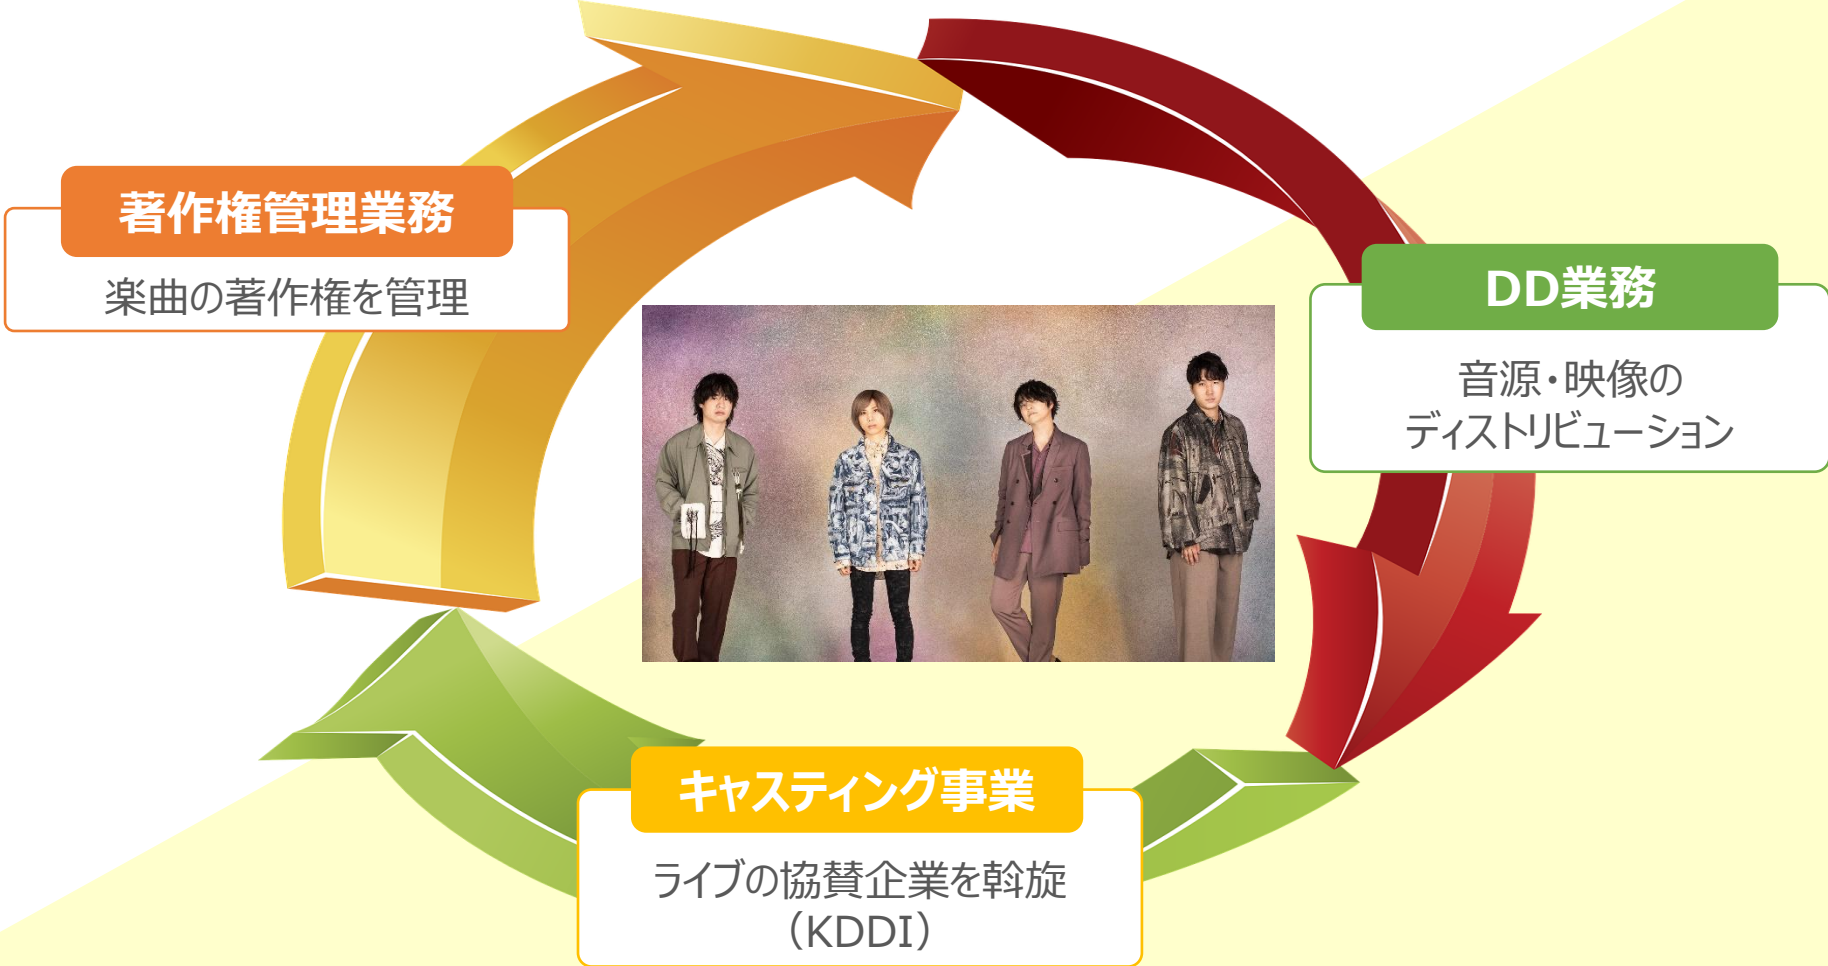 著作権管理業務
楽曲の著作権を管理
DD業務
音源・映像の
ディストリビューション
キャスティング事業
ライブの協賛企業を斡旋
（KDDI）